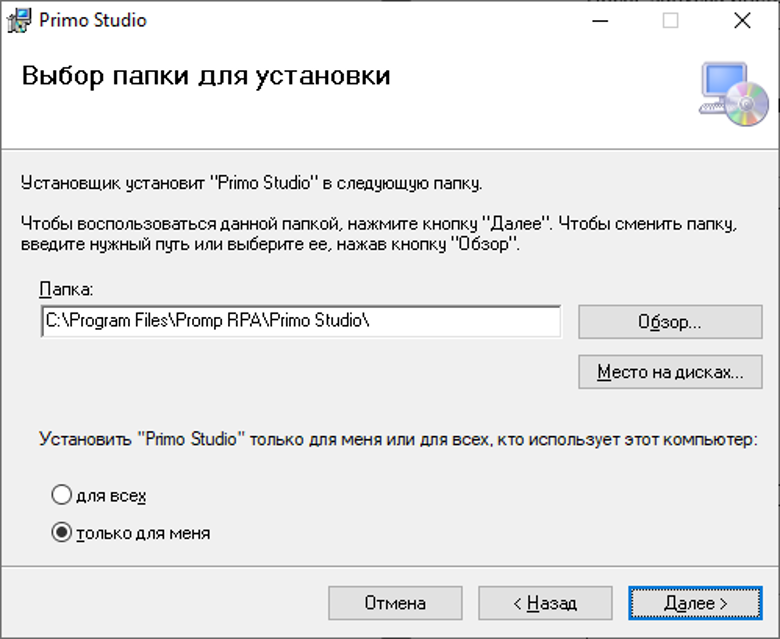 Primo Studio
Выбор папки для установки
Установщик установит "Primo Studio" в следующую папку.
Чтобы воспользоваться данной папкой, нажмите кнопку "Далее". Чтобы сменить папку,
введите нужный путь или выберите ее, нажав кнопку "Обзор".
Папка:
C:\Program Files\Promp RPA\Primo Studio\
Обзор...
Место на дисках...
Установить "Primo Studio" только для меня или для всех, кто использует этот компьютер:
для всех
только для меня
Отмена
< Назад
Далее >